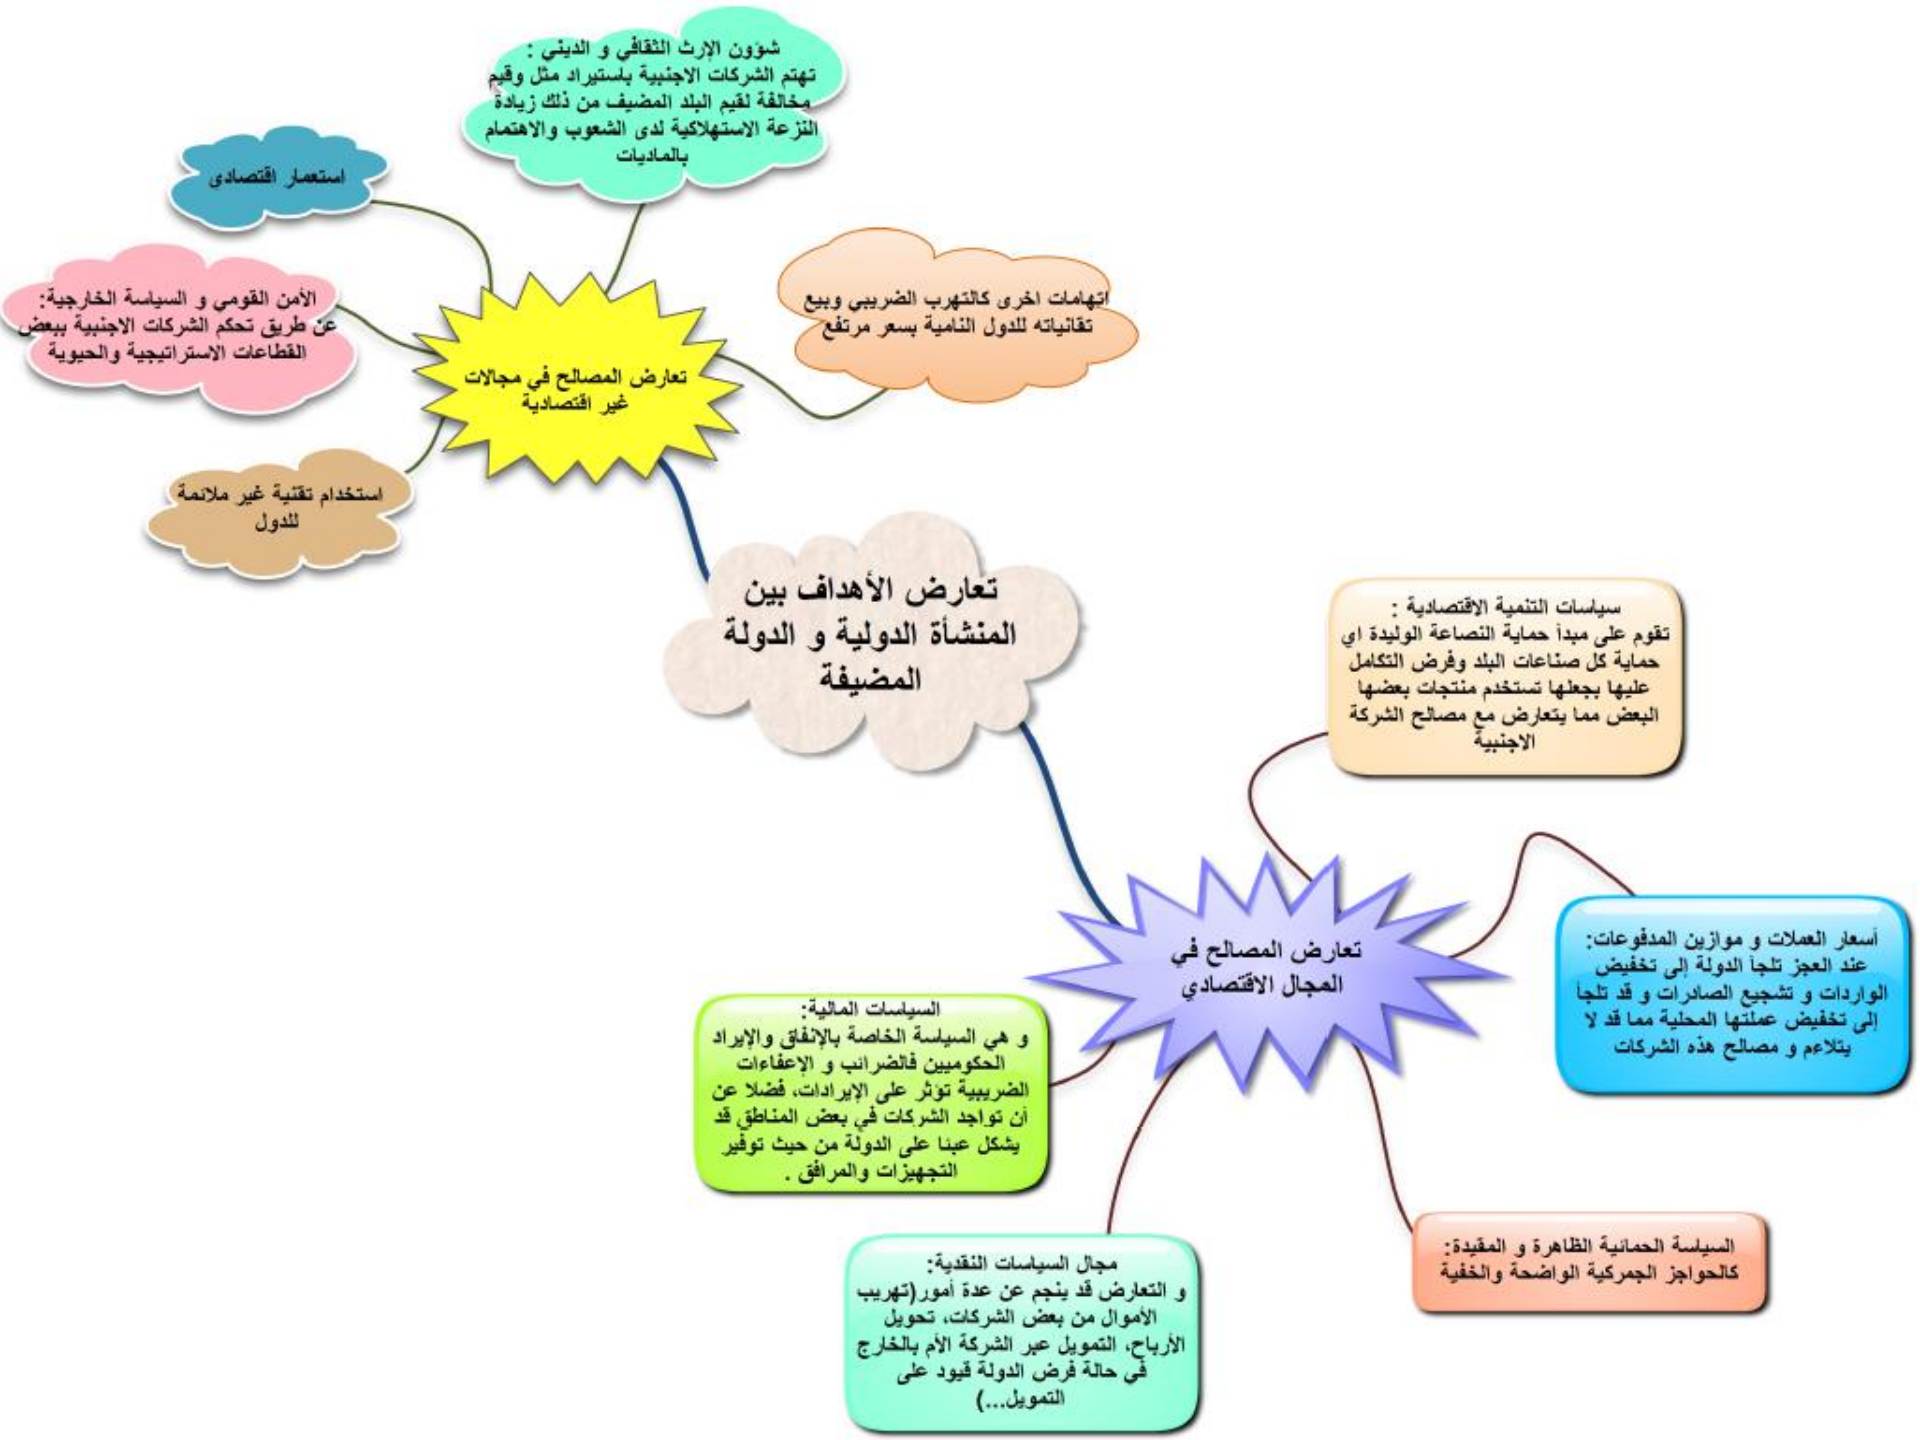 شؤون الإرث الثقافي و الديني :
تهتم الشركات الاجنبية باستيراد مثل وقيم
مخالفة لقيم البلد المضيف من ذلك زيادة
النزعة الاستهلاكية لدى الشعوب والاهتمام
بالماديات
استعمار اقتصادى
اتهامات اخرى كالتهرب الضريبي وبيع
تقانياته للدول النامية بسعر مرتفع
الأمن القومي و السياسة الخارجية:
عن طريق تحكم الشركات الاجنبية ببعض
القطاعات الاستراتيجية والحيوية
تعارض المصالح في مجالات
غير اقتصادية
استخدام تقنية غير ملائمة
للدول
تعارض الأهداف بين
المنشأة الدولية و الدولة
المضيفة
سياسات التنمية الاقتصادية :
تقوم على مبدأ حماية النصاعة الوليدة اي
حماية كل صناعات البلد وفرض التكامل
عليها بجعلها تستخدم منتجات بعضها
البعض مما يتعارض مع مصالح الشركة
الاجنبية
أسعار العملات و موازين المدفوعات:
عند العجز تلجأ الدولة إلى تخفيض
الواردات و تشجيع الصادرات و قد تلجأ
إلى تخفيض عملتها المحلية مما قد لا
يتلاءم و مصالح هذه الشركات
تعارض المصالح في
المجال الاقتصادي
السياسات المالية:
و هي السياسة الخاصة بالإنفاق والإيراد
الحكوميين فالضرائب و الإعفاءات
الضريبية تؤثر على الإيرادات، فضلا عن
أن تواجد الشركات في بعض المناطق قد
يشكل عبئا على الدولة من حيث توفير
التجهيزات والمرافق .
السياسة الحمائية الظاهرة و المقيدة:
كالحواجز الجمركية الواضحة والخفية
مجال السياسات النقدية:
و التعارض قد ينجم عن عدة أمور(تهريب
الأموال من بعض الشركات، تحويل
الأرباح، التمويل عبر الشركة الأم بالخارج
في حالة فرض الدولة قيود على
التمويل...)